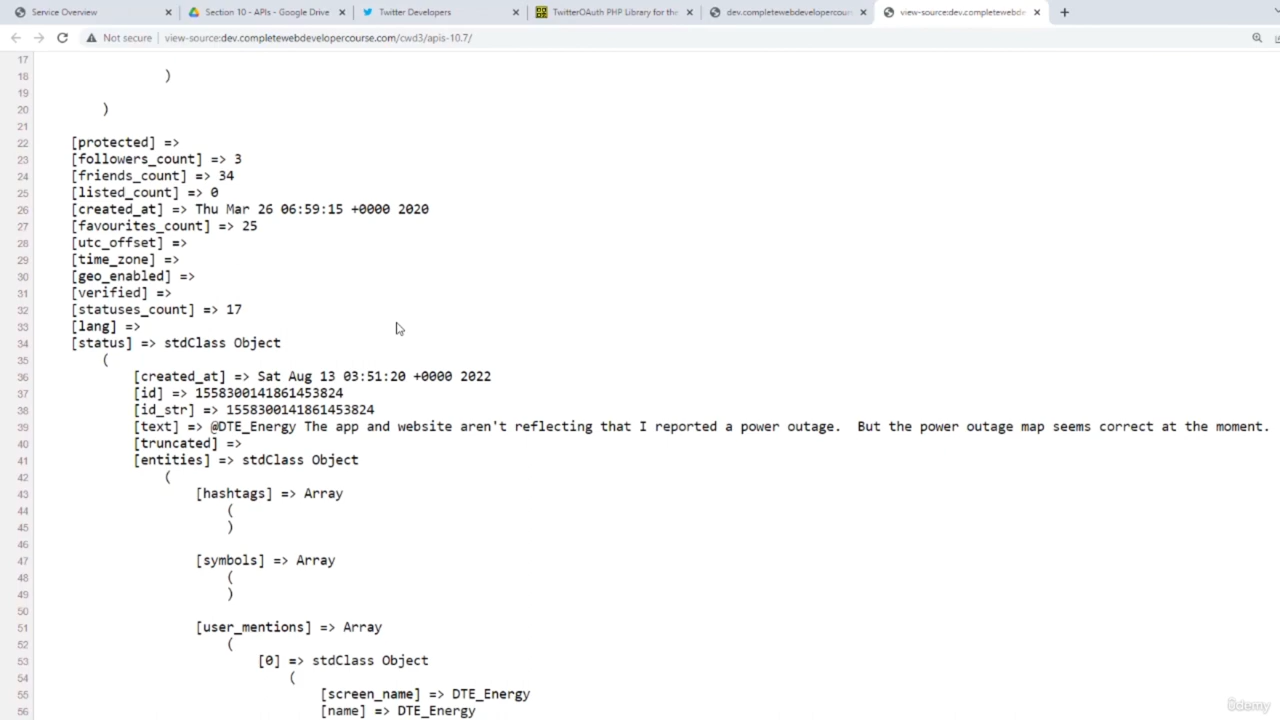 Service Overview
Section 10 - APIs - Google Drive
Twitter Developers
TwitterOAuth PHP Library for the
dev.completewebdevelopercours
view-source:dev.completewebde
Not secure
view-source:dev.completewebdevelopercourse.com/cwd3/apis-10.7/
17
18 )
19
20 )
21
22 [protected] =>
23 [followers_count] => 3
24 [friends_count] => 34
25 [listed_count] => 0
26 [created_at] => Thu Mar 26 06:59:15 +0000 2020
27 [favourites_count] => 25
28 [utc_offset] =>
29 [time_zone] =>
30 [geo_enabled] =>
31 [verified] =>
32 [statuses_count] => 17
33 [lang] =>
34 [status] => stdClass Object
35 (
36 [created_at] => Sat Aug 13 03:51:20 +0000 2022
37 [id] => 1558300141861453824
38 [id_str] => 1558300141861453824
39 [text] => @DTE_Energy The app and website aren't reflecting that I reported a power outage.  But the power outage map seems correct at the moment.
40 [truncated] =>
41 [entities] => stdClass Object
42 (
43 [hashtags] => Array
44 (
45 )
46
47 [symbols] => Array
48 (
49 )
50
51 [user_mentions] => Array
52 (
53 [0] => stdClass Object
54 (
55 [screen_name] => DTE_Energy
56 [name] => DTE_Energy
ûdemy